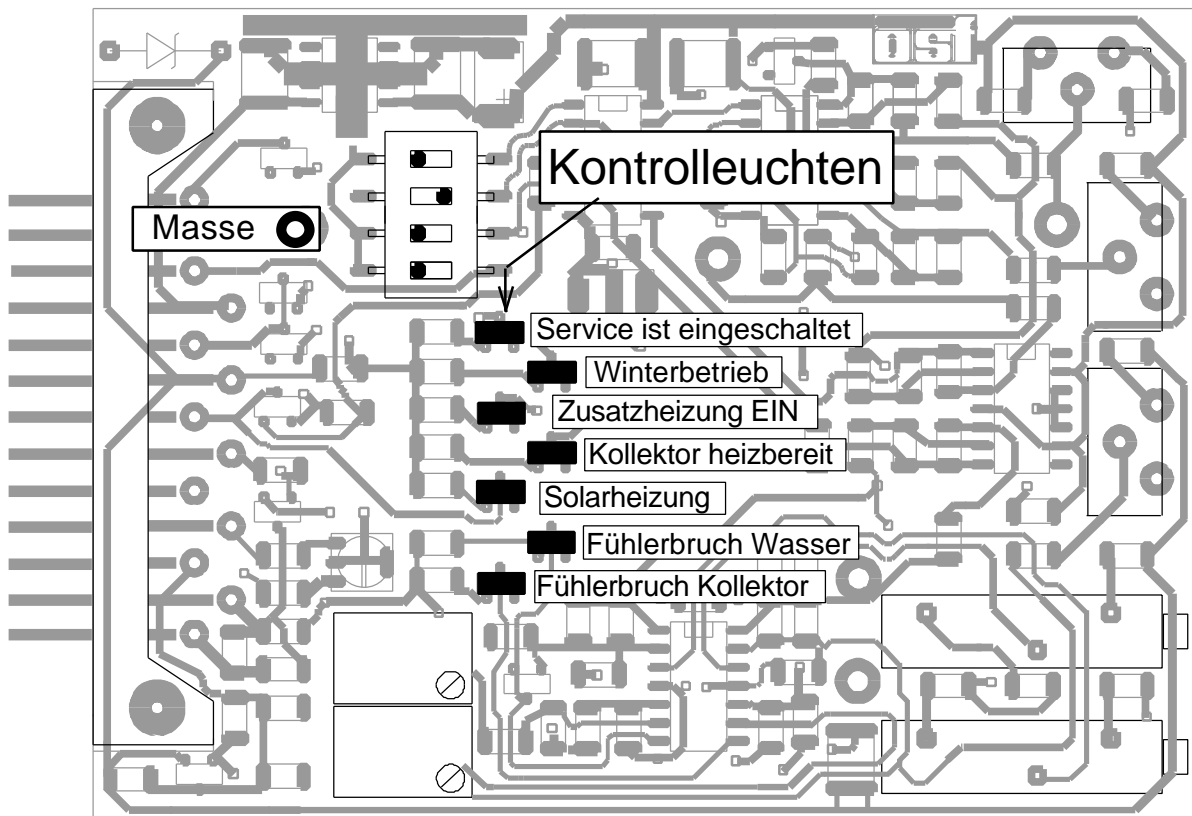 Kontrolleuchten
Masse
Service ist eingeschaltet
Winterbetrieb
Zusatzheizung EIN
Kollektor heizbereit
Solarheizung
Fühlerbruch Wasser
Fühlerbruch Kollektor